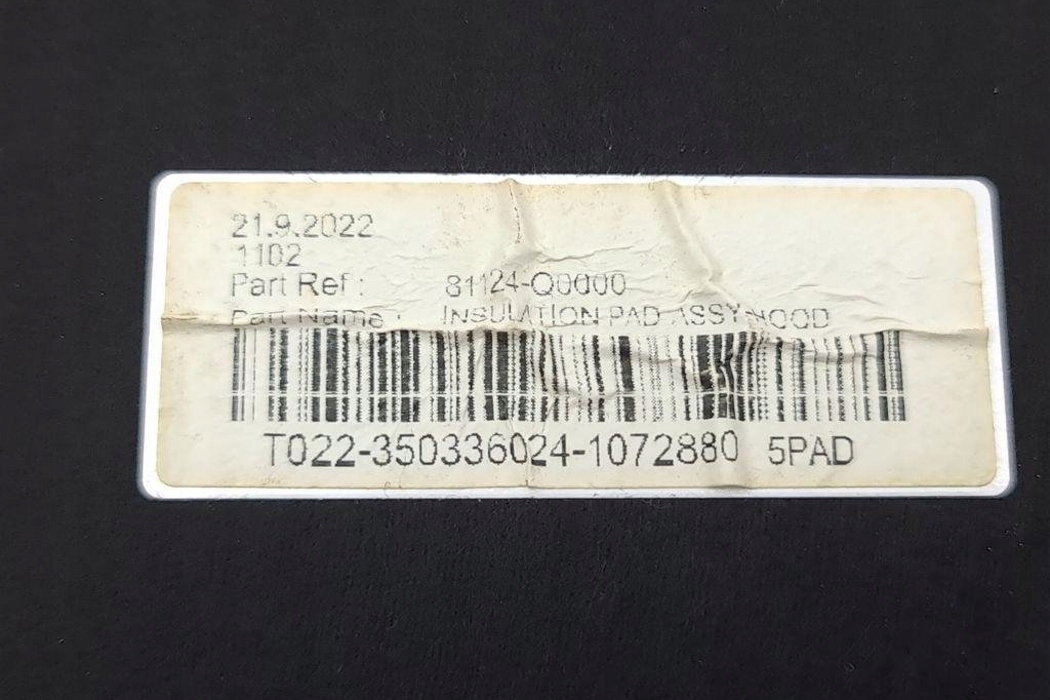 21.9.2022
1102
Part Ref : 81124-Q0000
Part Name : INSULATION PAD ASSY-HOOD
T022-350336024-1072880 5PAD